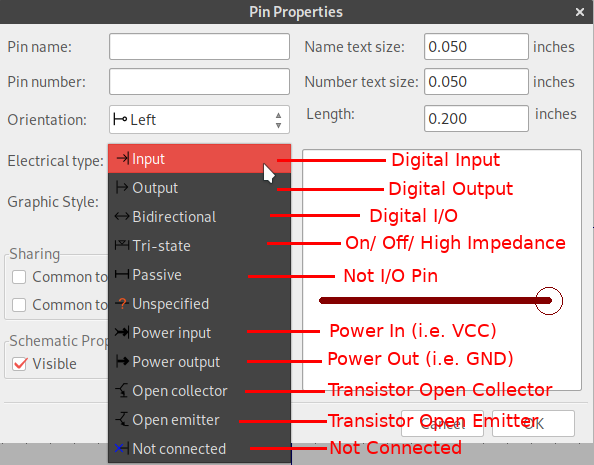 Pin Properties
Pin name:
Name text size: 0.050 inches
Pin number:
Number text size: 0.050 inches
Orientation: Left
Length: 0.200 inches
Electrical type: Input Digital Input
Output Digital Output
Graphic Style:
Bidirectional Digital I/O
Tri-state On/ Off/ High Impedance
Sharing
Common to
Passive Not I/O Pin
Common to
? Unspecified
Schematic Prop
Power input Power In (i.e. VCC)
Visible
Power output Power Out (i.e. GND)
Open collector Transistor Open Collector
Open emitter Transistor Open Emitter
Cancel OK
Not connected Not Connected